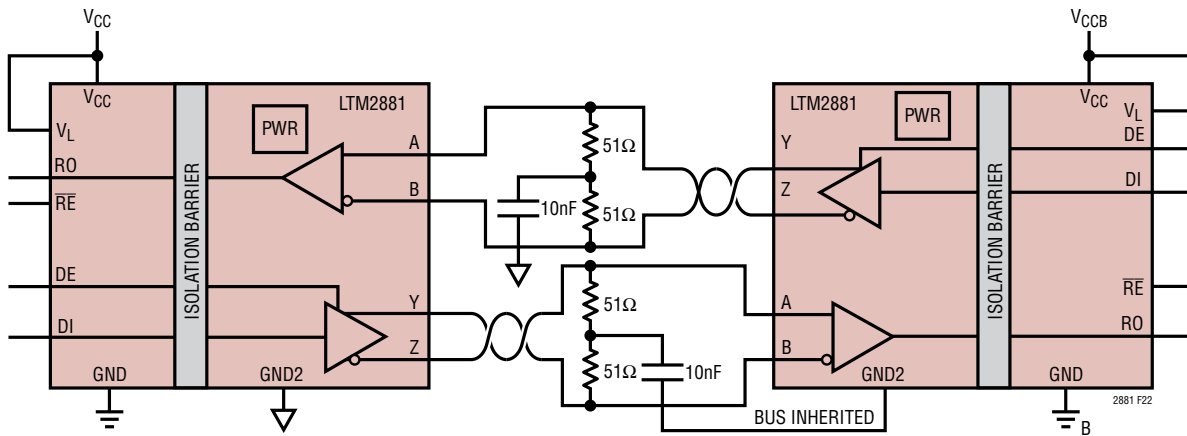 VCC
VCCB
VCC
LTM2881
LTM2881
VCC
PWR
PWR
VL
A
51Ω
Y
VL
DE
RO
RE
B
10nF
51Ω
Z
DI
ISOLATION BARRIER
ISOLATION BARRIER
DE
Y
51Ω
A
RE
DI
Z
B
RO
51Ω
10nF
GND
GND2
GND2
GND
BUS INHERITED
2881 F22
B